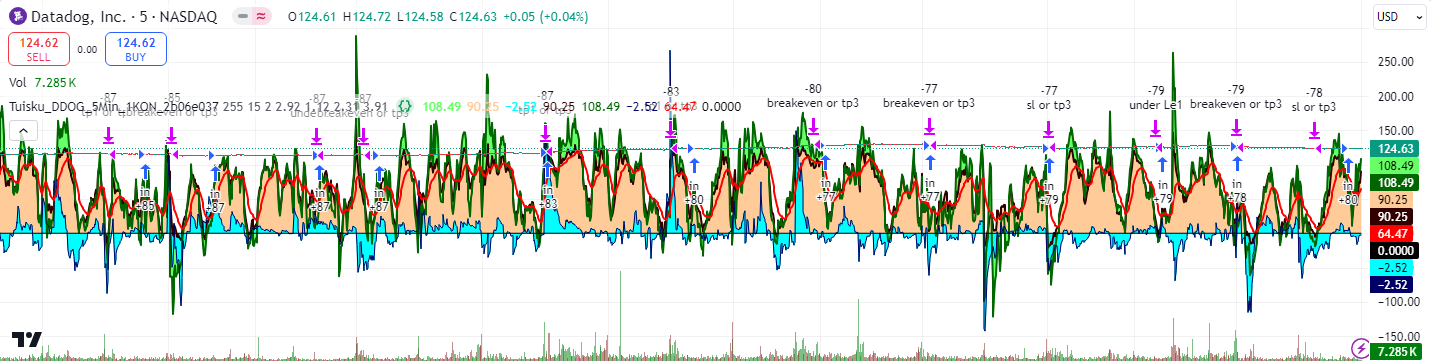 Datadog, Inc. · 5 · NASDAQ
O124.61 H124.72 L124.58 C124.63 +0.05 (+0.04%)
USD
124.62
SELL
0.00
124.62
BUY
Vol 7.285 K
Tuisku_DDOG_5Min_1KON_2b06e037 255 15 2 2.92 1.12 2.31 3.91
108.49 90.25 −2.52 90.25 108.49 −2.52 64.47 0.0000
-87
-85
-87
-87
-87
-83
-80
breakeven or tp3
-77
breakeven or tp3
-77
sl or tp3
-79
under Le1
-79
breakeven or tp3
-78
sl or tp3
breakeven or tp3
breakeven or tp3
in
+85
in
+87
in
+87
in
+87
in
+83
in
+80
in
+77
in
+77
in
+79
in
+79
in
+78
in
+80
250.00
200.00
150.00
124.63
108.49
108.49
90.25
90.25
64.47
0.0000
−2.52
−2.52
−100.00
−150.00
7.285 K